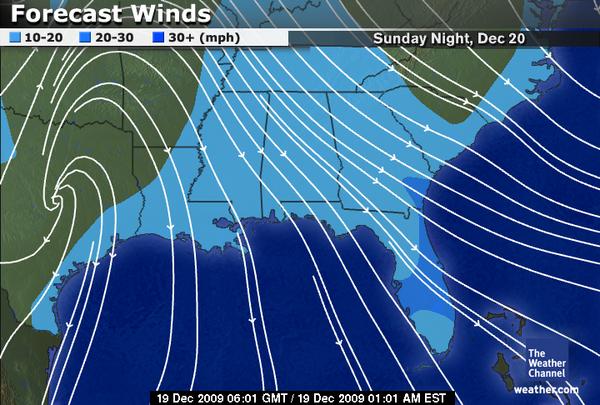 Forecast Winds
10-20 20-30 30+ (mph)
Sunday Night, Dec 20
The
Weather
Channel
weather.com
19 Dec 2009 06:01 GMT / 19 Dec 2009 01:01 AM EST